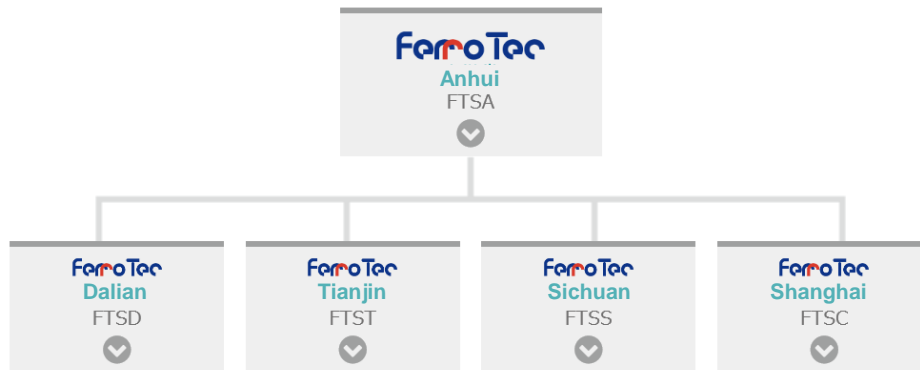 FerroTec
Anhui
FTSA
FerroTec
Dalian
FTSD
FerroTec
Tianjin
FTST
FerroTec
Sichuan
FTSS
FerroTec
Shanghai
FTSC